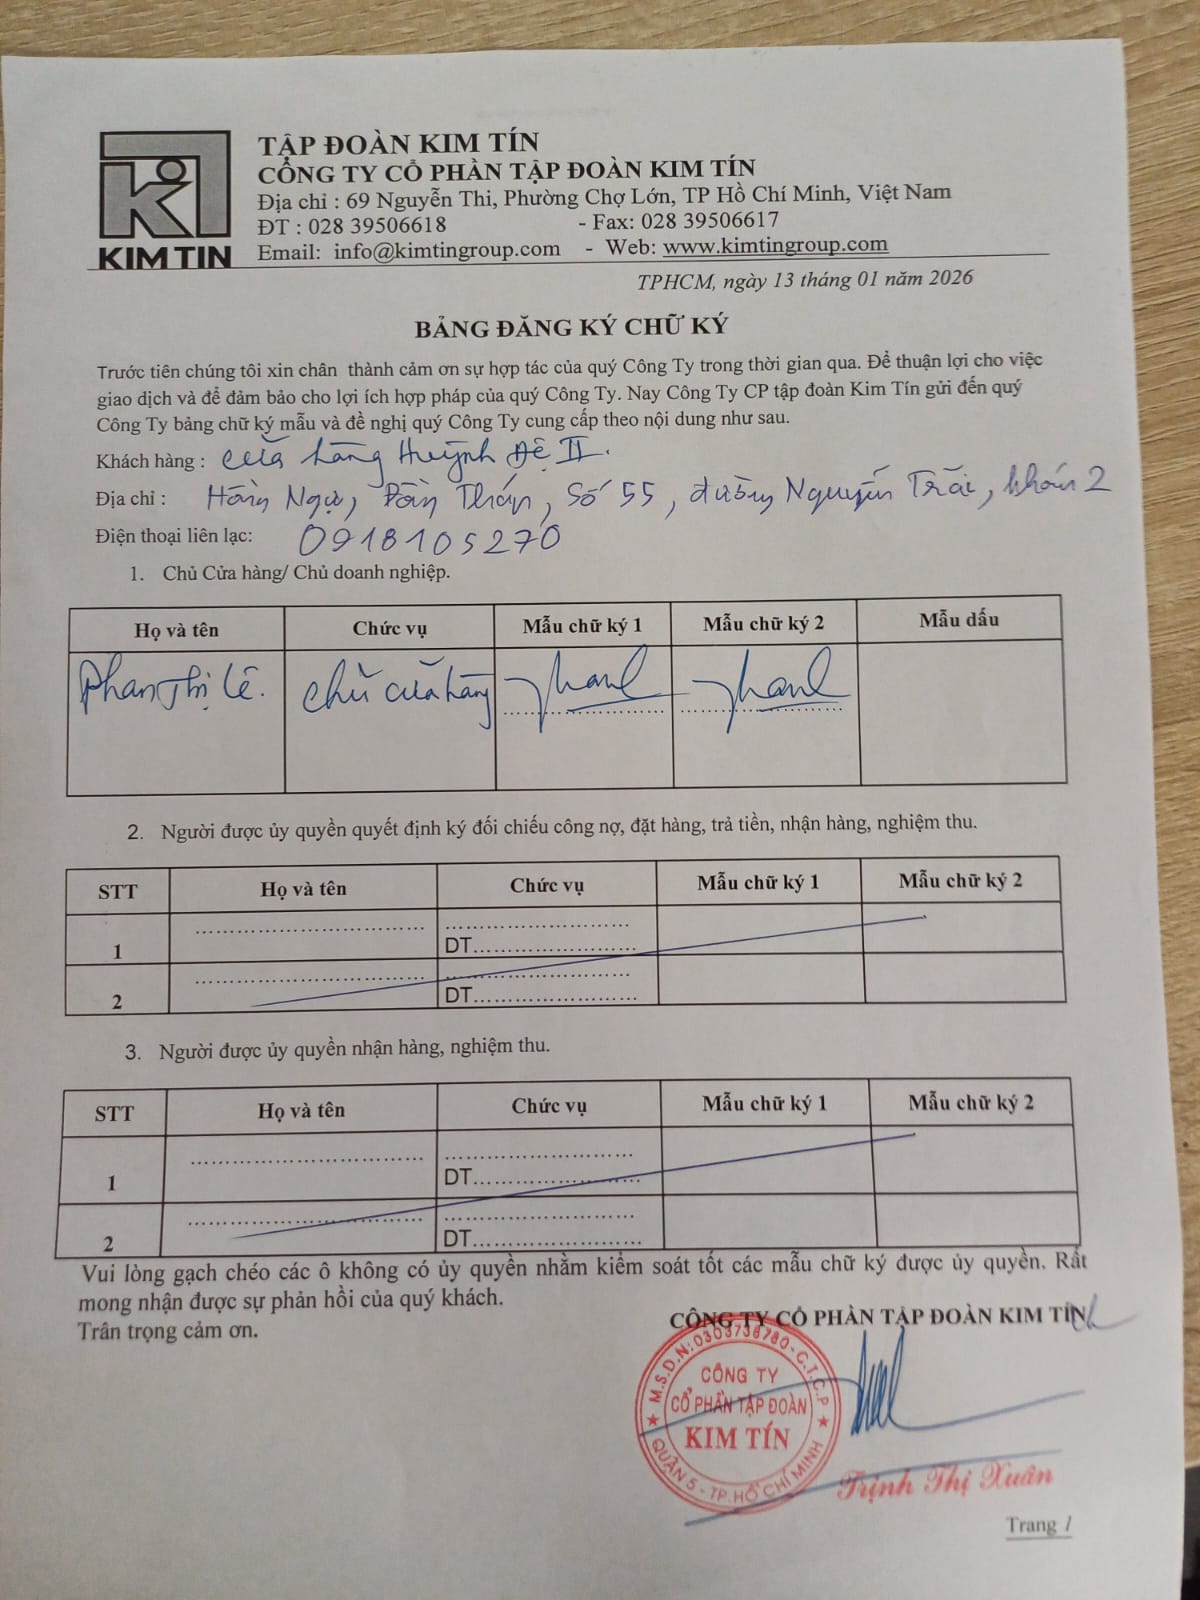 TẬP ĐOÀN KIM TÍN
CÔNG TY CỔ PHẦN TẬP ĐOÀN KIM TÍN
Địa chỉ : 69 Nguyễn Thi, Phường Chợ Lớn, TP Hồ Chí Minh, Việt Nam
ĐT : 028 39506618 - Fax: 028 39506617
KIM TIN
Email: info@kimtingroup.com - Web: www.kimtingroup.com
TPHCM, ngày 13 tháng 01 năm 2026
BẢNG ĐĂNG KÝ CHỮ KÝ
Trước tiên chúng tôi xin chân thành cảm ơn sự hợp tác của quý Công Ty trong thời gian qua. Để thuận lợi cho việc
giao dịch và để đảm bảo cho lợi ích hợp pháp của quý Công Ty. Nay Công Ty CP tập đoàn Kim Tín gửi đến quý
Công Ty bảng chữ ký mẫu và đề nghị quý Công Ty cung cấp theo nội dung như sau.
Khách hàng : cửa hàng Huỳnh Đệ II.
Địa chỉ : Hồng Ngự, Đồng Tháp, Số 55, đường Nguyễn Trãi, khóm 2
Điện thoại liên lạc: 0918105270
1. Chủ Cửa hàng/ Chủ doanh nghiệp.
Họ và tên Chức vụ Mẫu chữ ký 1 Mẫu chữ ký 2 Mẫu dấu
Phan Thị Lê. chủ cửa hàng
2. Người được ủy quyền quyết định ký đối chiếu công nợ, đặt hàng, trả tiền, nhận hàng, nghiệm thu.
STT Họ và tên Chức vụ Mẫu chữ ký 1 Mẫu chữ ký 2
1 DT
2 DT
3. Người được ủy quyền nhận hàng, nghiệm thu.
STT Họ và tên Chức vụ Mẫu chữ ký 1 Mẫu chữ ký 2
1 DT
2 DT
Vui lòng gạch chéo các ô không có ủy quyền nhằm kiểm soát tốt các mẫu chữ ký được ủy quyền. Rất
mong nhận được sự phản hồi của quý khách.
Trân trọng cảm ơn.
CÔNG TY CỔ PHẦN TẬP ĐOÀN KIM TÍN
M.S.D.N:0303738780-C.T.C.P
CÔNG TY
CỔ PHẦN TẬP ĐOÀN
KIM TÍN
QUẬN 5 - TP.HỒ CHÍ MINH
Trịnh Thị Xuân
Trang 1